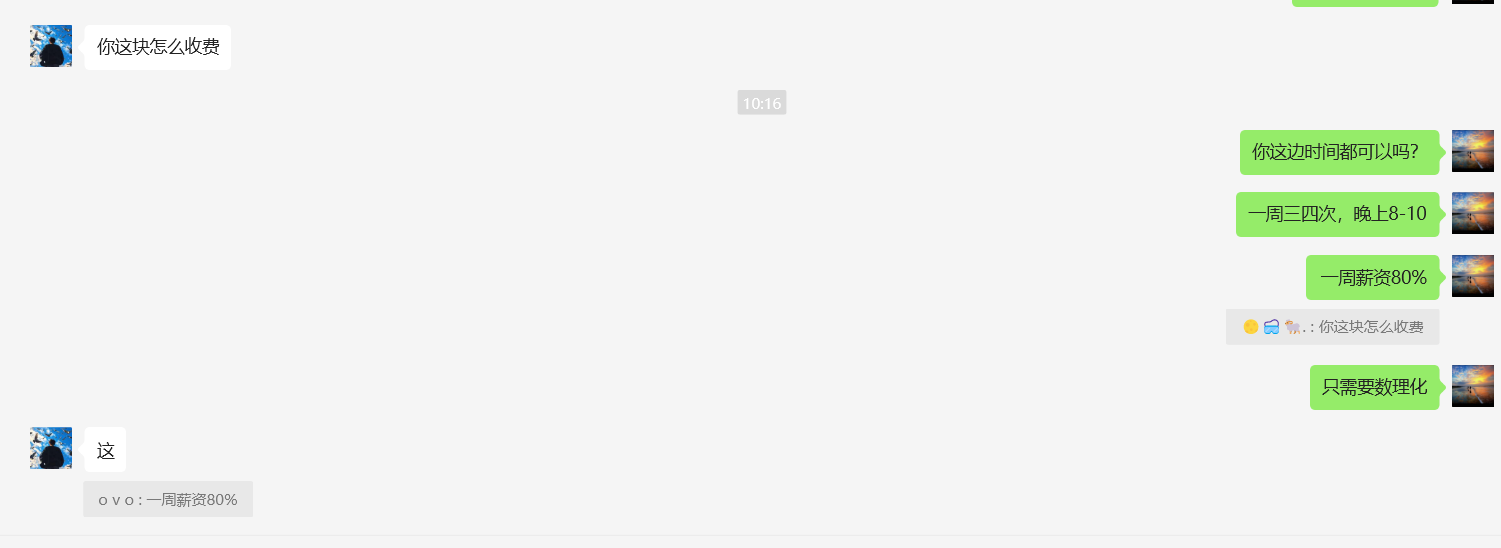 你这块怎么收费
10:16
你这边时间都可以吗?
一周三四次，晚上8-10
一周薪资80%
🌕🥽🐏.: 你这块怎么收费
只需要数理化
这
o v o : 一周薪资80%